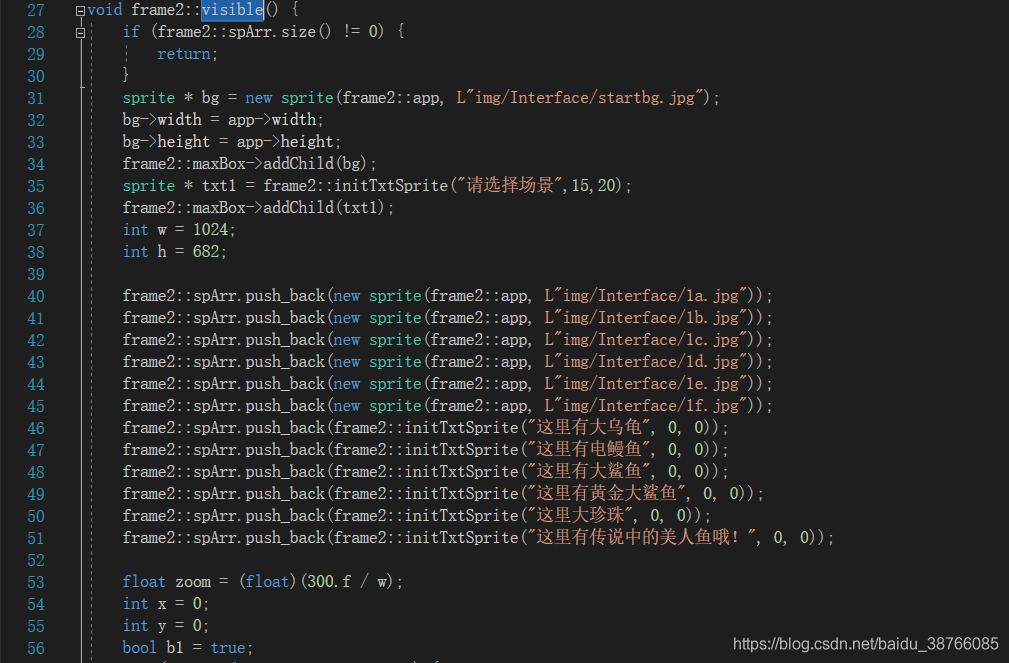 27 void frame2::visible() {
28 if (frame2::spArr.size() != 0) {
29 return;
30 }
31 sprite * bg = new sprite(frame2::app, L"img/Interface/startbg.jpg");
32 bg->width = app->width;
33 bg->height = app->height;
34 frame2::maxBox->addChild(bg);
35 sprite * txt1 = frame2::initTxtSprite("请选择场景",15,20);
36 frame2::maxBox->addChild(txt1);
37 int w = 1024;
38 int h = 682;
39
40 frame2::spArr.push_back(new sprite(frame2::app, L"img/Interface/1a.jpg"));
41 frame2::spArr.push_back(new sprite(frame2::app, L"img/Interface/1b.jpg"));
42 frame2::spArr.push_back(new sprite(frame2::app, L"img/Interface/1c.jpg"));
43 frame2::spArr.push_back(new sprite(frame2::app, L"img/Interface/1d.jpg"));
44 frame2::spArr.push_back(new sprite(frame2::app, L"img/Interface/1e.jpg"));
45 frame2::spArr.push_back(new sprite(frame2::app, L"img/Interface/1f.jpg"));
46 frame2::spArr.push_back(frame2::initTxtSprite("这里有大乌龟", 0, 0));
47 frame2::spArr.push_back(frame2::initTxtSprite("这里有电鳗鱼", 0, 0));
48 frame2::spArr.push_back(frame2::initTxtSprite("这里有大鲨鱼", 0, 0));
49 frame2::spArr.push_back(frame2::initTxtSprite("这里有黄金大鲨鱼", 0, 0));
50 frame2::spArr.push_back(frame2::initTxtSprite("这里大珍珠", 0, 0));
51 frame2::spArr.push_back(frame2::initTxtSprite("这里有传说中的美人鱼哦！", 0, 0));
52
53 float zoom = (float)(300.f / w);
54 int x = 0;
55 int y = 0;
56 bool b1 = true;
https://blog.csdn.net/baidu_38766085